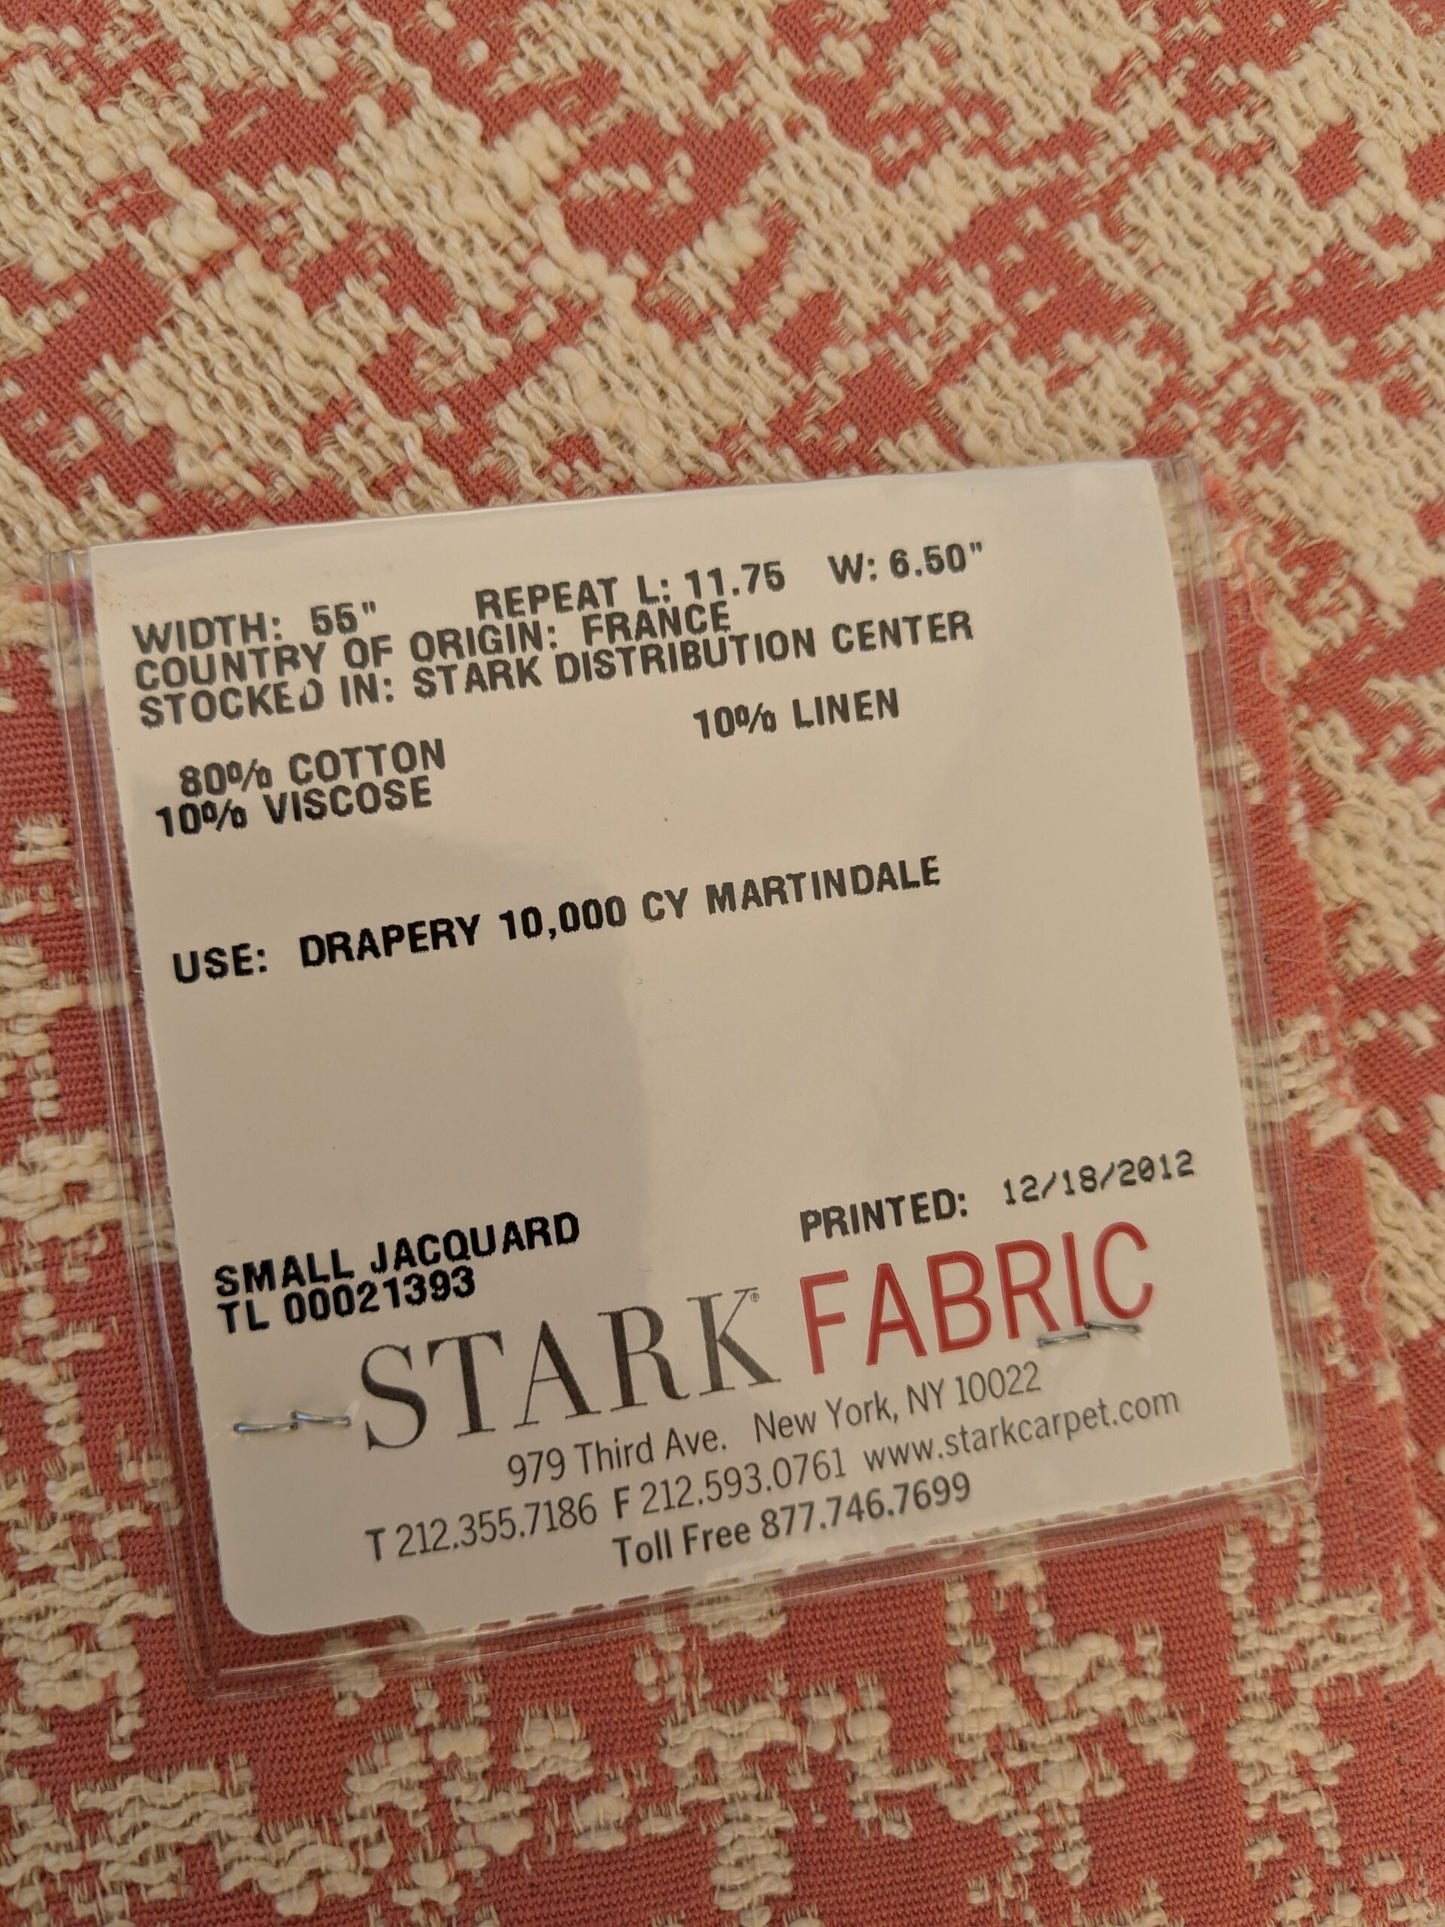 WIDTH: 55" REPEAT L: 11.75 W: 6.50"
COUNTRY OF ORIGIN: FRANCE
STOCKED IN: STARK DISTRIBUTION CENTER
80% COTTON 10% LINEN
10% VISCOSE
USE: DRAPERY 10,000 CY MARTINDALE
SMALL JACQUARD PRINTED: 12/18/2012
TL 00021393
STARK® FABRIC
979 Third Ave. New York, NY 10022
T 212.355.7186 F 212.593.0761 www.starkcarpet.com
Toll Free 877.746.7699